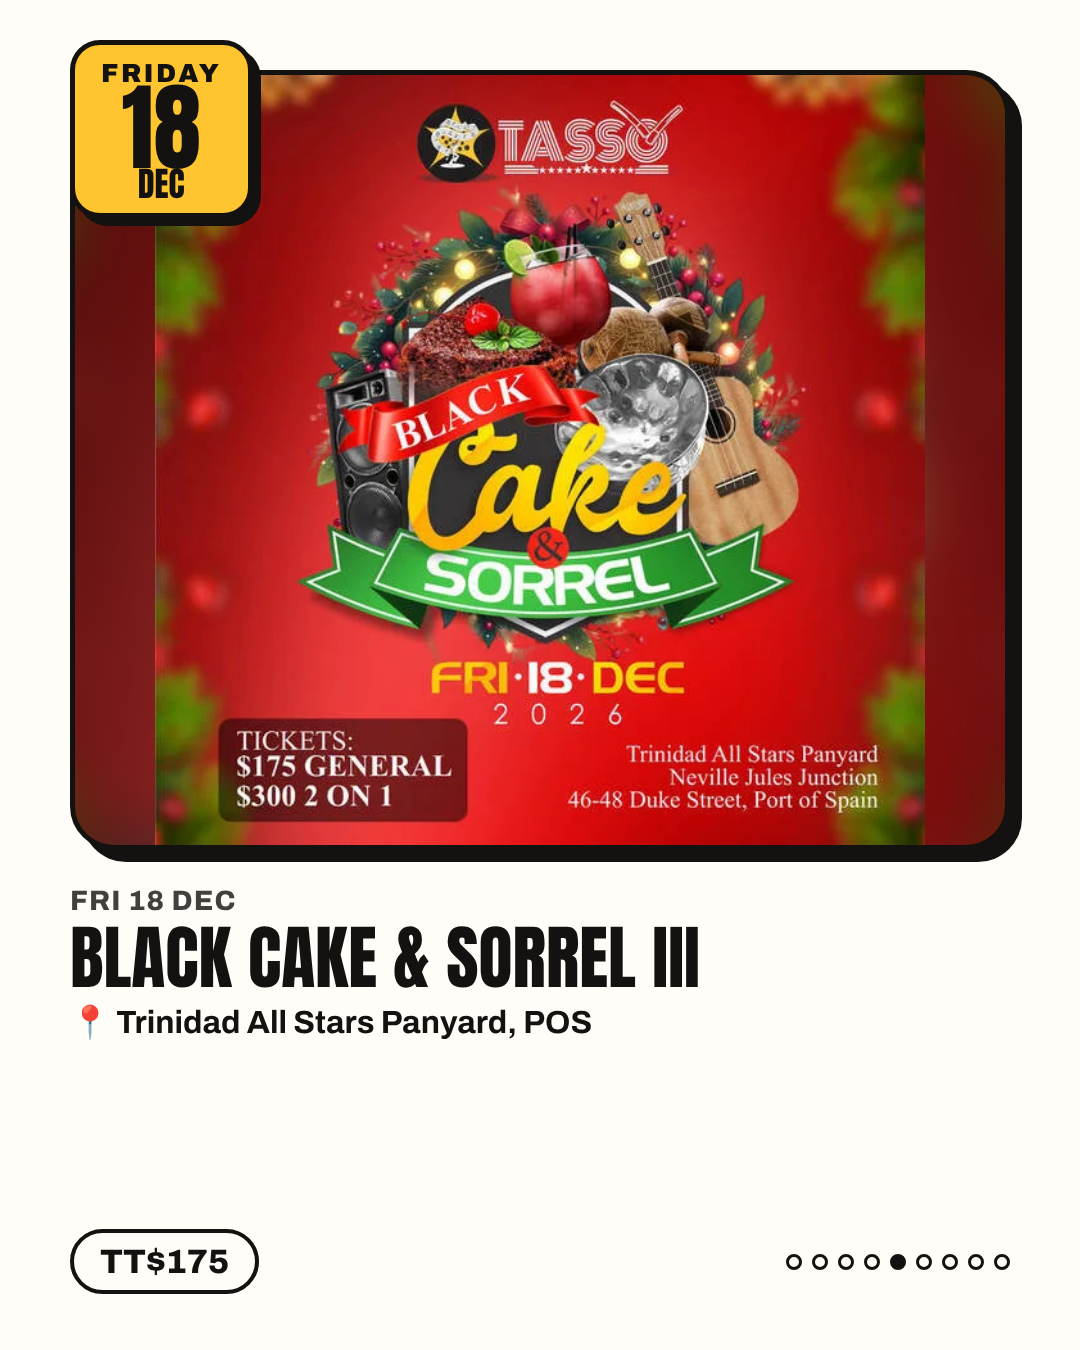 FRIDAY
18
DEC
TASSO
BLACK
Cake
&
SORREL
FRI·18·DEC
2026
TICKETS:
$175 GENERAL
$300 2 ON 1
Trinidad All Stars Panyard
Neville Jules Junction
46-48 Duke Street, Port of Spain
FRI 18 DEC
BLACK CAKE & SORREL III
📍 Trinidad All Stars Panyard, POS
TT$175